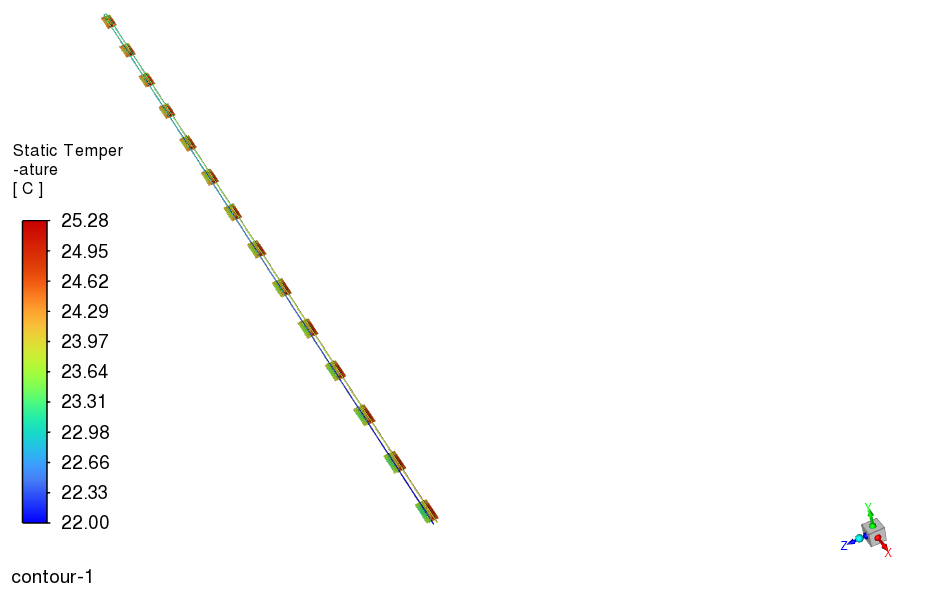 Static Temper
-ature
[ C ]
25.28
24.95
24.62
24.29
23.97
23.64
23.31
22.98
22.66
22.33
22.00
contour-1
Y
Z
X